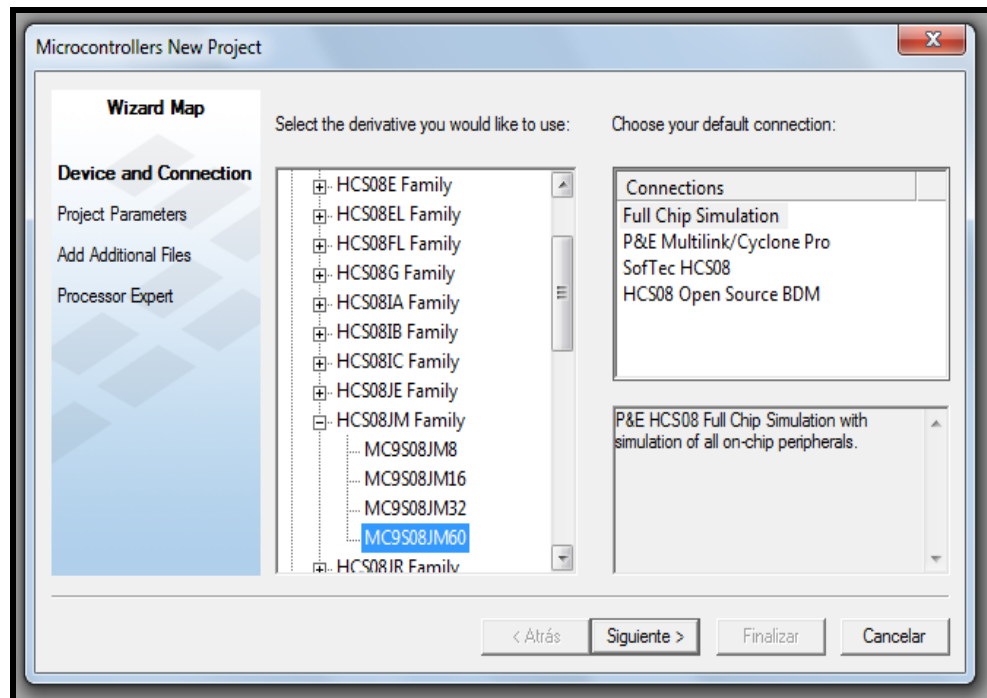 Microcontrollers New Project
Wizard Map
Device and Connection
Project Parameters
Add Additional Files
Processor Expert
Select the derivative you would like to use:
HCS08E Family
HCS08EL Family
HCS08FL Family
HCS08G Family
HCS08IA Family
HCS08IB Family
HCS08IC Family
HCS08JE Family
HCS08JM Family
MC9S08JM8
MC9S08JM16
MC9S08JM32
MC9S08JM60
HCS08JR Family
Choose your default connection:
Connections
Full Chip Simulation
P&E Multilink/Cyclone Pro
SofTec HCS08
HCS08 Open Source BDM
P&E HCS08 Full Chip Simulation with
simulation of all on-chip peripherals.
< Atrás
Siguiente >
Finalizar
Cancelar